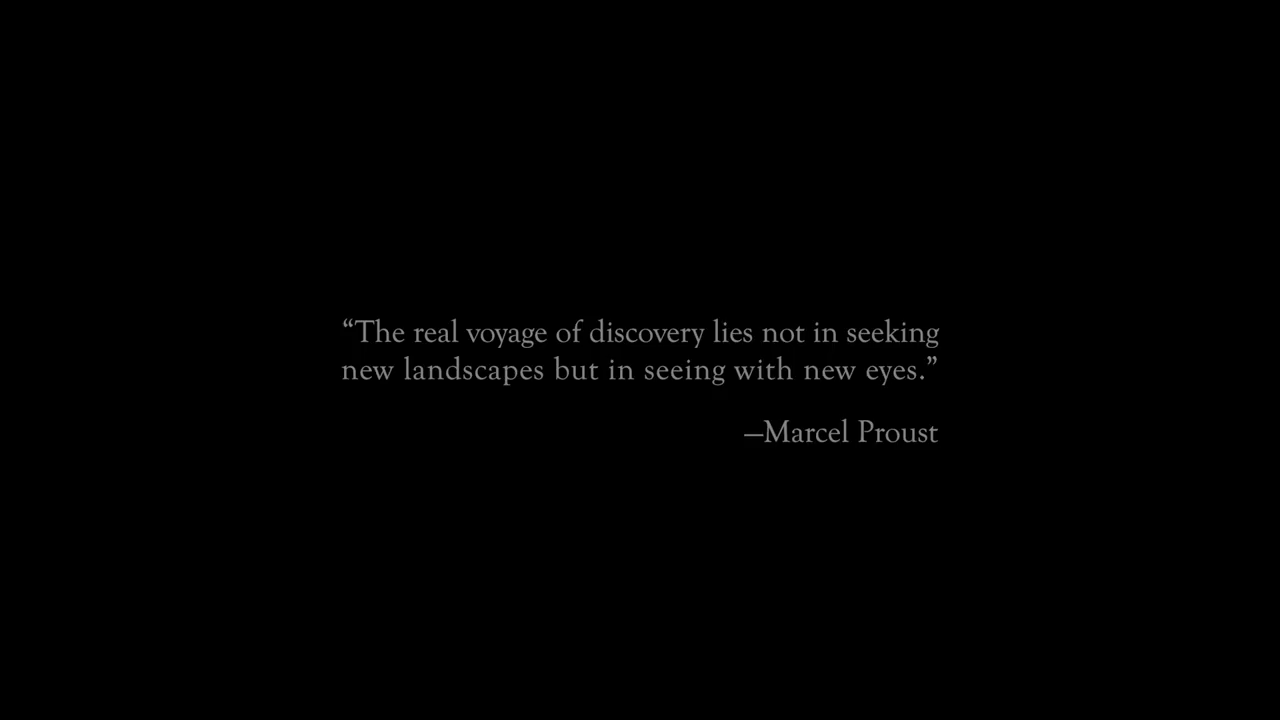 “The real voyage of discovery lies not in seeking
new landscapes but in seeing with new eyes.”
—Marcel Proust